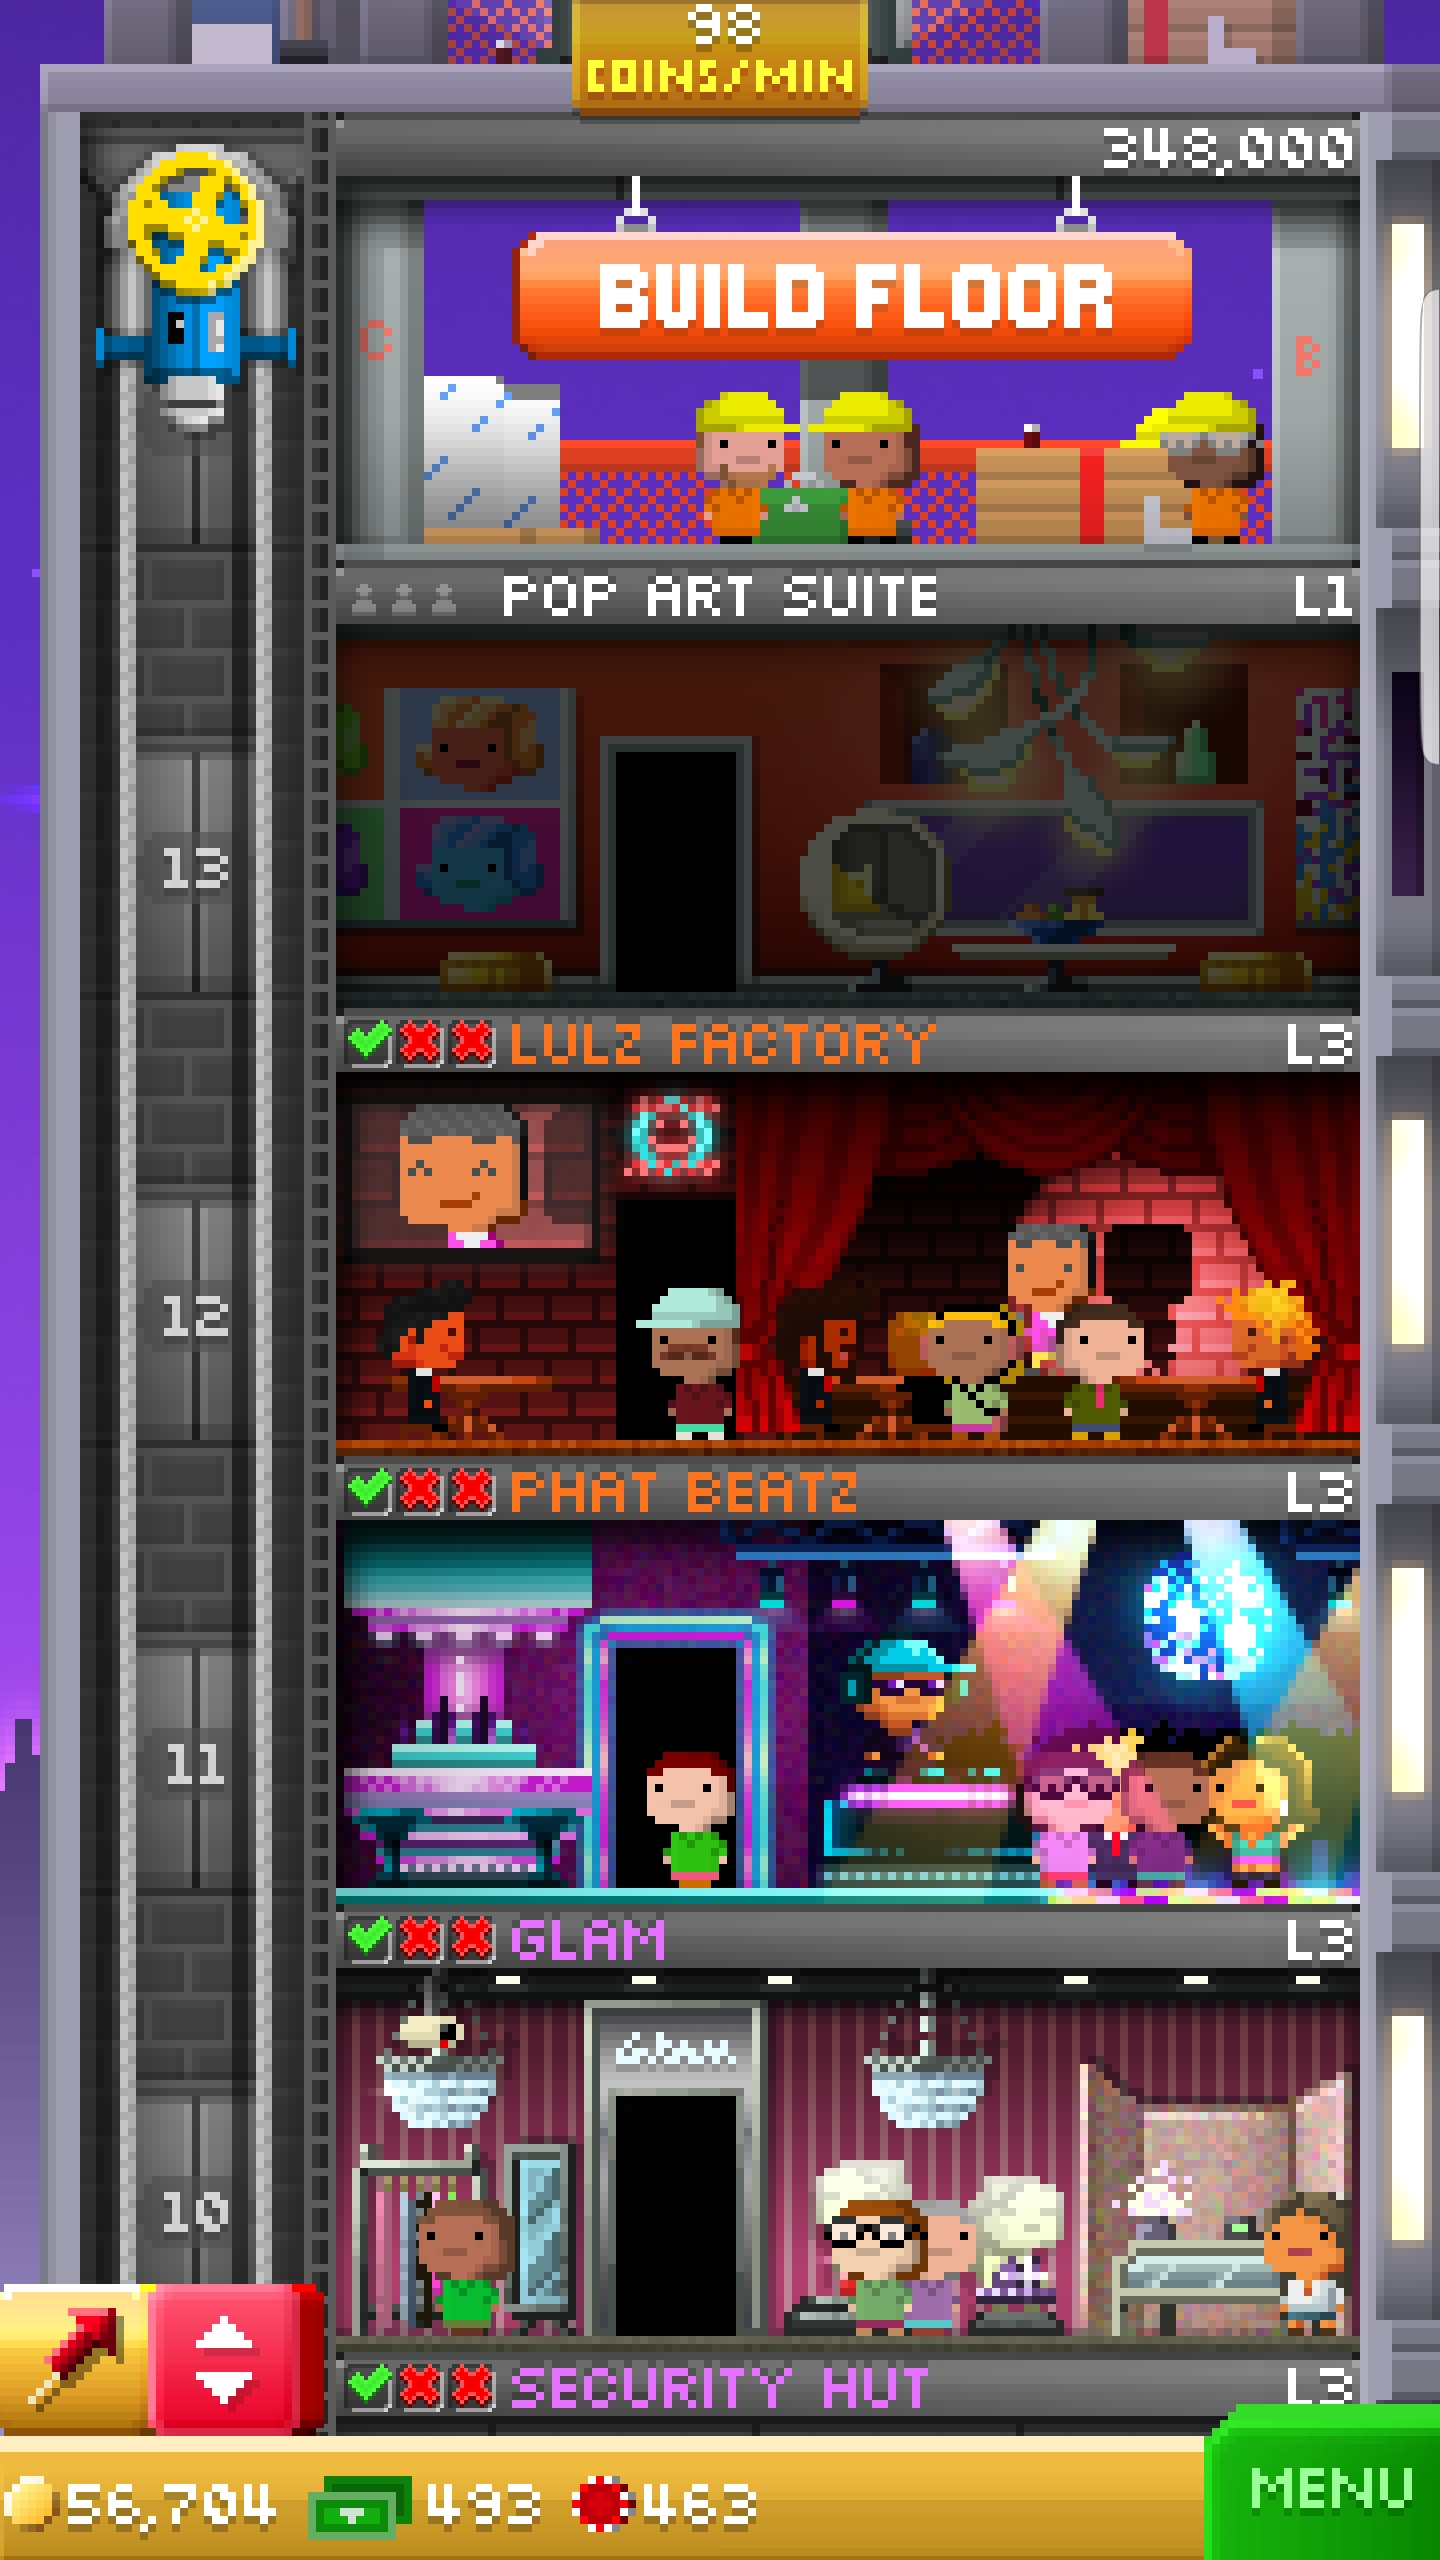 98
COINS/MIN
348,000
BUILD FLOOR
C
B
POP ART SUITE L1
13
LULZ FACTORY L3
12
PHAT BEATZ L3
11
GLAM L3
Glam
10
SECURITY HUT L3
56,704 493 463
MENU